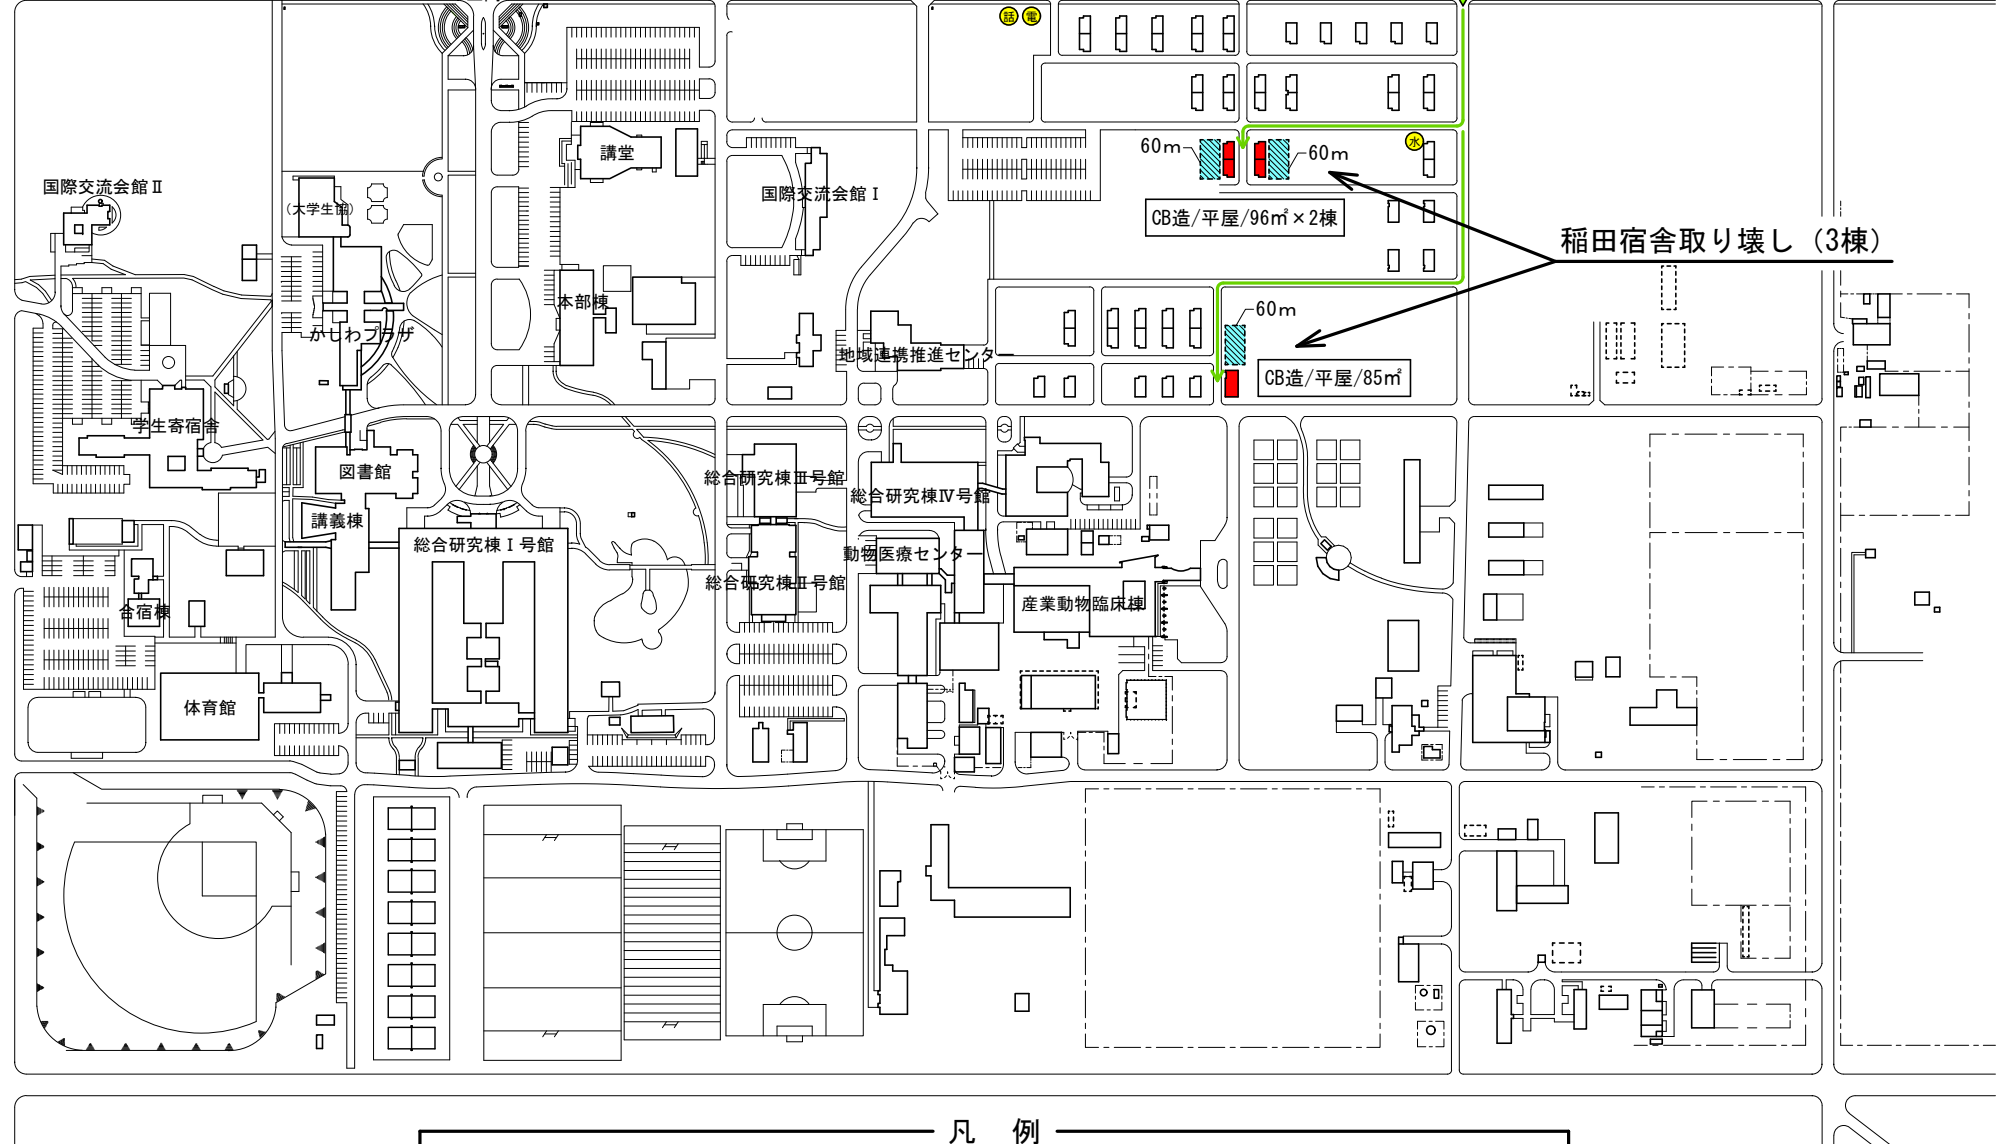 話
電
講堂
60m
60m
水
国際交流会館Ⅱ
(大学生協)
国際交流会館Ⅰ
CB造/平屋/96㎡×2棟
稲田宿舎取り壊し(3棟)
本部棟
60m
かしわプラザ
地域連携推進センター
CB造/平屋/85㎡
学生寄宿舎
図書館
総合研究棟Ⅲ号館
総合研究棟Ⅳ号館
講義棟
総合研究棟Ⅰ号館
動物医療センター
総合研究棟Ⅱ号館
合宿棟
産業動物臨床棟
体育館
凡 例